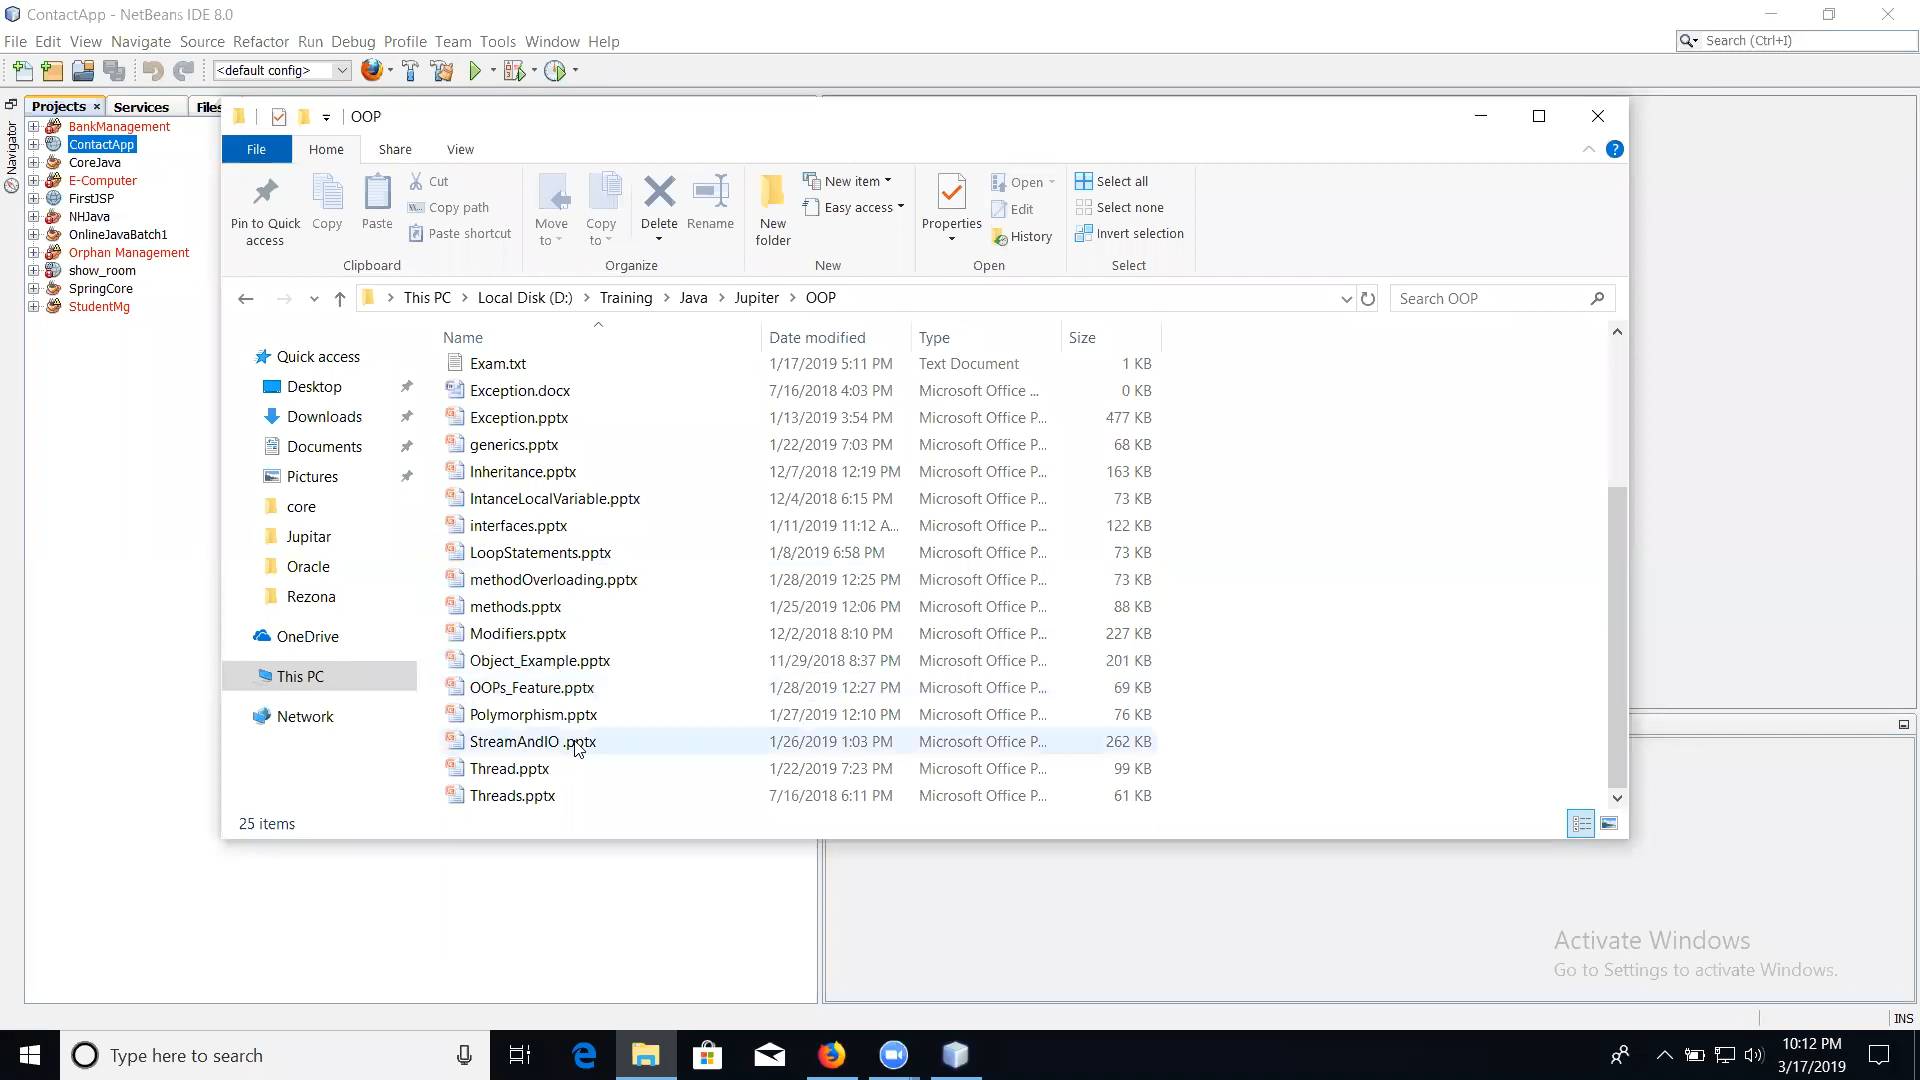 ContactApp - NetBeans IDE 8.0
File Edit View Navigate Source Refactor Run Debug Profile Team Tools Window Help
Search (Ctrl+I)
<default config>
Projects × Services Files
Navigator
BankManagement
ContactApp
CoreJava
E-Computer
FirstJSP
NHJava
OnlineJavaBatch1
Orphan Management
show_room
SpringCore
StudentMg
OOP
File Home Share View
Pin to Quick access
Copy
Paste
Cut
Copy path
Paste shortcut
Clipboard
Move to
Copy to
Delete
Rename
Organize
New folder
New item
Easy access
New
Properties
Open
Edit
History
Open
Select all
Select none
Invert selection
Select
This PC > Local Disk (D:) > Training > Java > Jupiter > OOP
Search OOP
Quick access
Desktop
Downloads
Documents
Pictures
core
Jupitar
Oracle
Rezona
OneDrive
This PC
Network
Name Date modified Type Size
Exam.txt 1/17/2019 5:11 PM Text Document 1 KB
Exception.docx 7/16/2018 4:03 PM Microsoft Office ... 0 KB
Exception.pptx 1/13/2019 3:54 PM Microsoft Office P... 477 KB
generics.pptx 1/22/2019 7:03 PM Microsoft Office P... 68 KB
Inheritance.pptx 12/7/2018 12:19 PM Microsoft Office P... 163 KB
IntanceLocalVariable.pptx 12/4/2018 6:15 PM Microsoft Office P... 73 KB
interfaces.pptx 1/11/2019 11:12 A... Microsoft Office P... 122 KB
LoopStatements.pptx 1/8/2019 6:58 PM Microsoft Office P... 73 KB
methodOverloading.pptx 1/28/2019 12:25 PM Microsoft Office P... 73 KB
methods.pptx 1/25/2019 12:06 PM Microsoft Office P... 88 KB
Modifiers.pptx 12/2/2018 8:10 PM Microsoft Office P... 227 KB
Object_Example.pptx 11/29/2018 8:37 PM Microsoft Office P... 201 KB
OOPs_Feature.pptx 1/28/2019 12:27 PM Microsoft Office P... 69 KB
Polymorphism.pptx 1/27/2019 12:10 PM Microsoft Office P... 76 KB
StreamAndIO .pptx 1/26/2019 1:03 PM Microsoft Office P... 262 KB
Thread.pptx 1/22/2019 7:23 PM Microsoft Office P... 99 KB
Threads.pptx 7/16/2018 6:11 PM Microsoft Office P... 61 KB
25 items
Activate Windows
Go to Settings to activate Windows.
INS
Type here to search
10:12 PM
3/17/2019